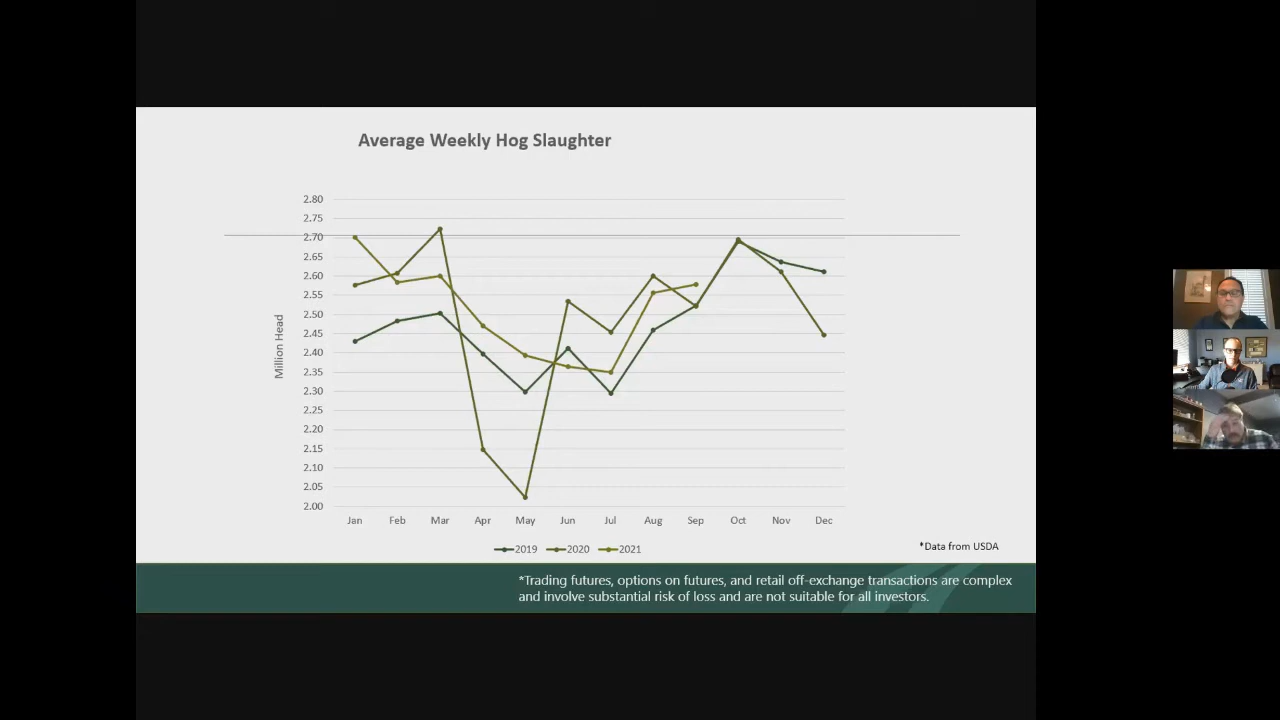 Average Weekly Hog Slaughter
2.80
2.75
2.70
2.65
2.60
2.55
2.50
2.45
2.40
2.35
2.30
2.25
2.20
2.15
2.10
2.05
2.00
Million Head
Jan Feb Mar Apr May Jun Jul Aug Sep Oct Nov Dec
2019 2020 2021
*Data from USDA
*Trading futures, options on futures, and retail off-exchange transactions are complex
and involve substantial risk of loss and are not suitable for all investors.